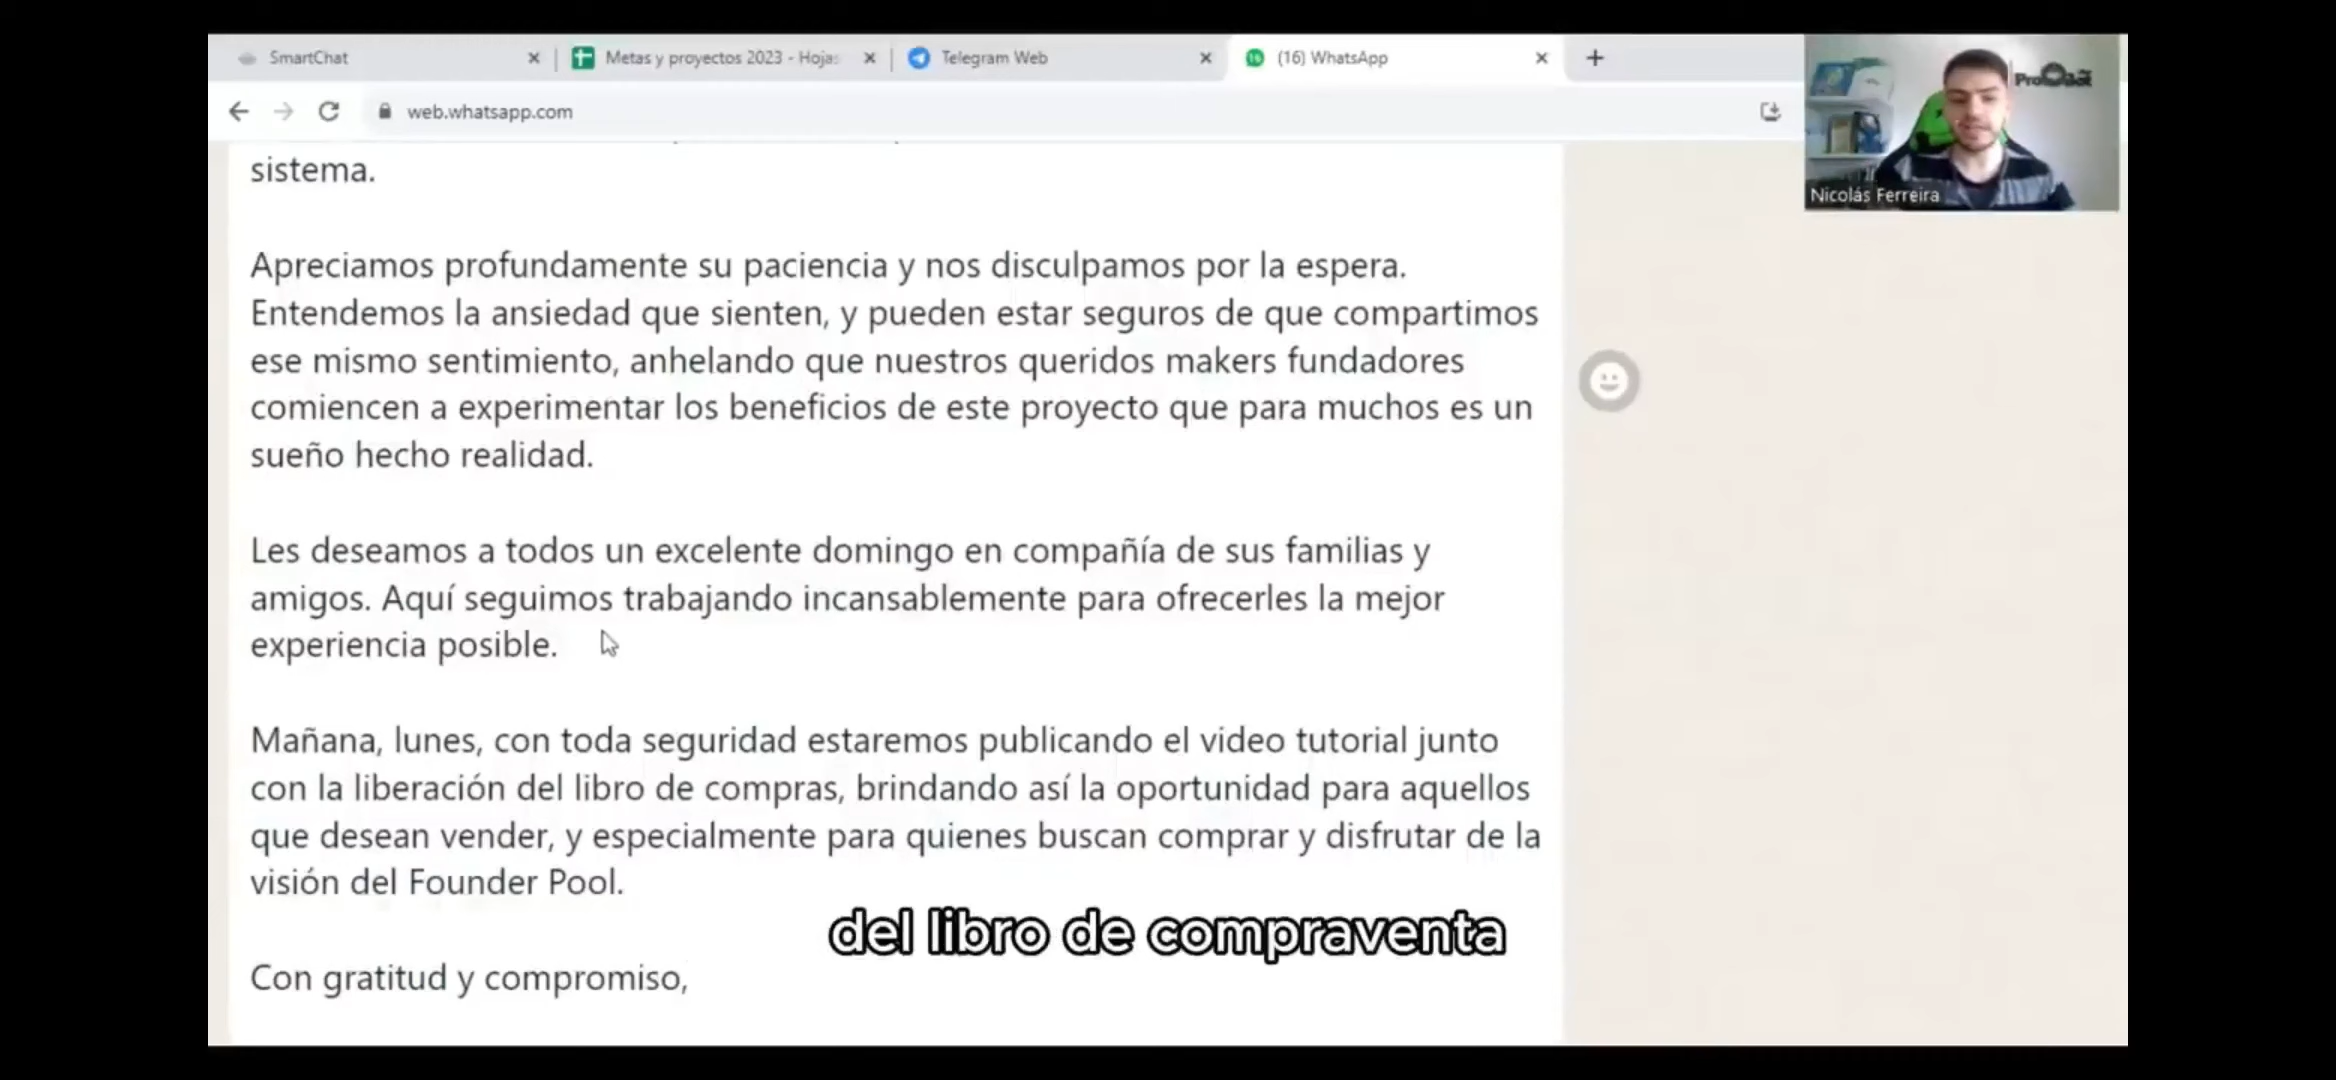 SmartChat
Metas y proyectos 2023 - Hojas
Telegram Web
(16) WhatsApp
web.whatsapp.com
Nicolás Ferreira
sistema.
Apreciamos profundamente su paciencia y nos disculpamos por la espera.
Entendemos la ansiedad que sienten, y pueden estar seguros de que compartimos
ese mismo sentimiento, anhelando que nuestros queridos makers fundadores
comiencen a experimentar los beneficios de este proyecto que para muchos es un
sueño hecho realidad.
Les deseamos a todos un excelente domingo en compañía de sus familias y
amigos. Aquí seguimos trabajando incansablemente para ofrecerles la mejor
experiencia posible.
Mañana, lunes, con toda seguridad estaremos publicando el video tutorial junto
con la liberación del libro de compras, brindando así la oportunidad para aquellos
que desean vender, y especialmente para quienes buscan comprar y disfrutar de la
visión del Founder Pool.
del libro de compraventa
Con gratitud y compromiso,